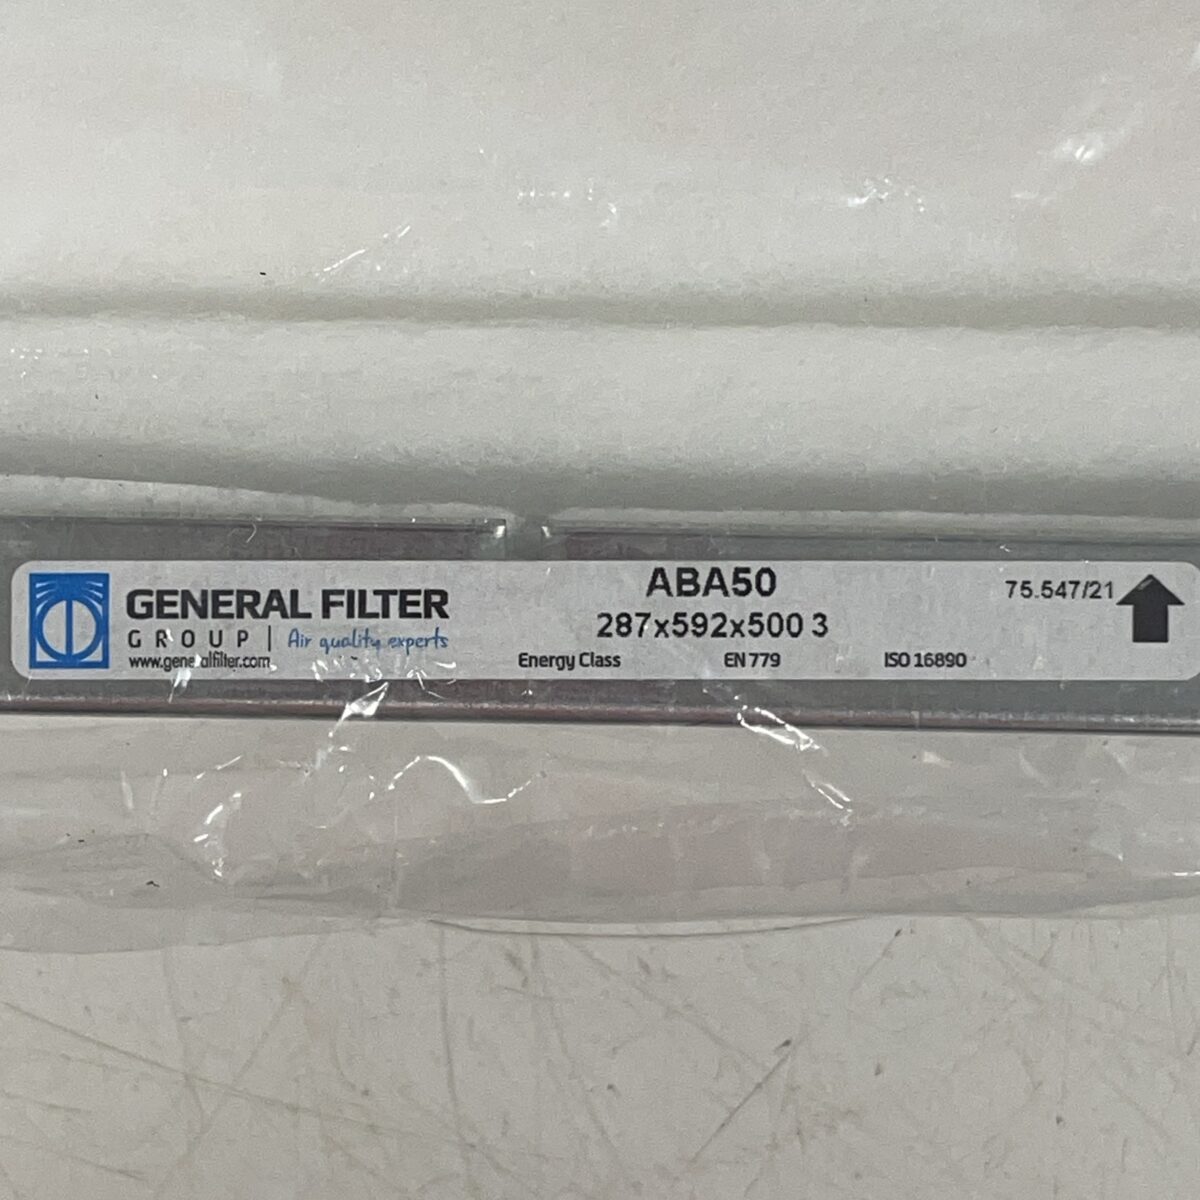 GENERAL FILTER
GROUP | Air quality experts
www.generalfilter.com
ABA50
287x592x500 3
Energy Class EN 779 ISO 16890
75.547/21